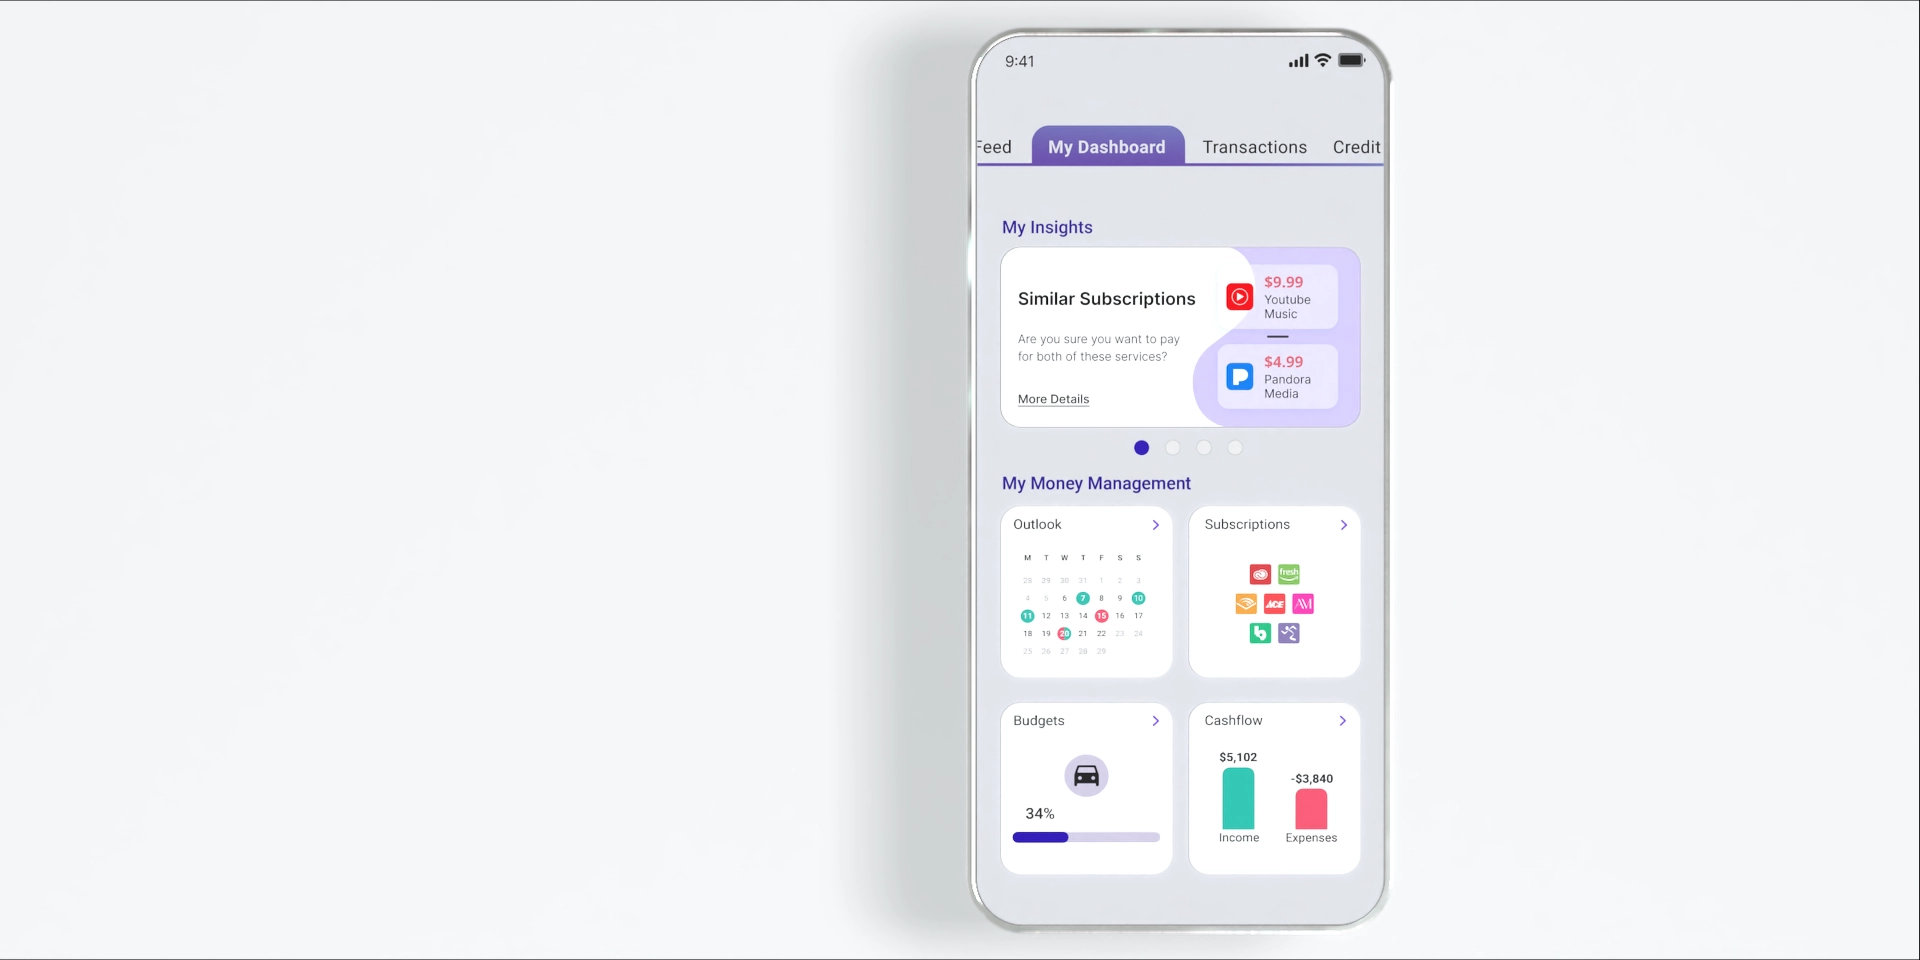 9:41
Feed My Dashboard Transactions Credit
My Insights
Similar Subscriptions
Are you sure you want to pay
for both of these services?
More Details
$9.99
Youtube
Music
$4.99
Pandora
Media
My Money Management
Outlook
M T W T F S S
28 29 30 31 1 2 3
4 5 6 7 8 9 10
11 12 13 14 15 16 17
18 19 20 21 22 23 24
25 26 27 28 29
Subscriptions
fresh
ACE
AM
Budgets
34%
Cashflow
$5,102
-$3,840
Income
Expenses